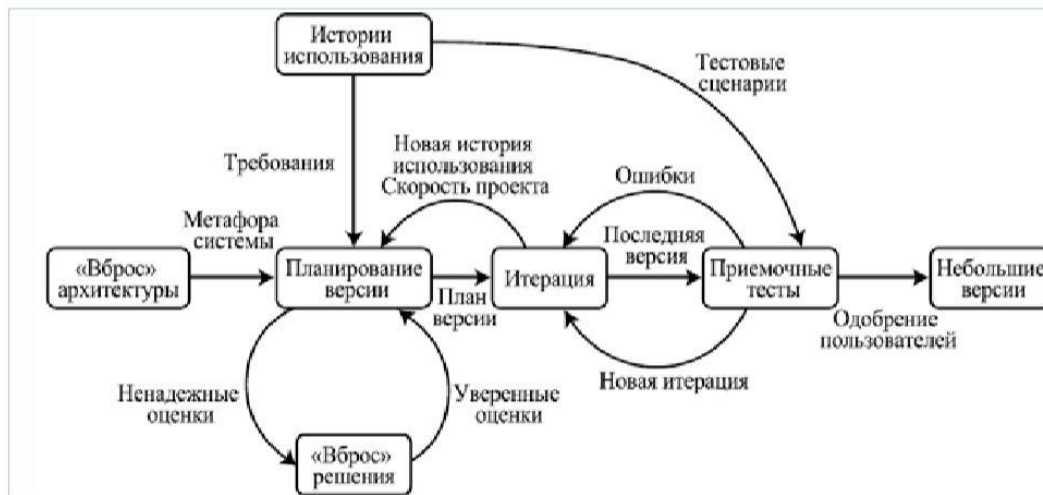 Истории
использования
Тестовые
сценарии
Требования
Новая история
использования
Скорость проекта
Ошибки
Метафора
системы
Последняя
версия
«Вброс»
архитектуры
Планирование
версии
План
версии
Итерация
Приемочные
тесты
Небольшие
версии
Одобрение
пользователей
Новая итерация
Ненадежные
оценки
Уверенные
оценки
«Вброс»
решения